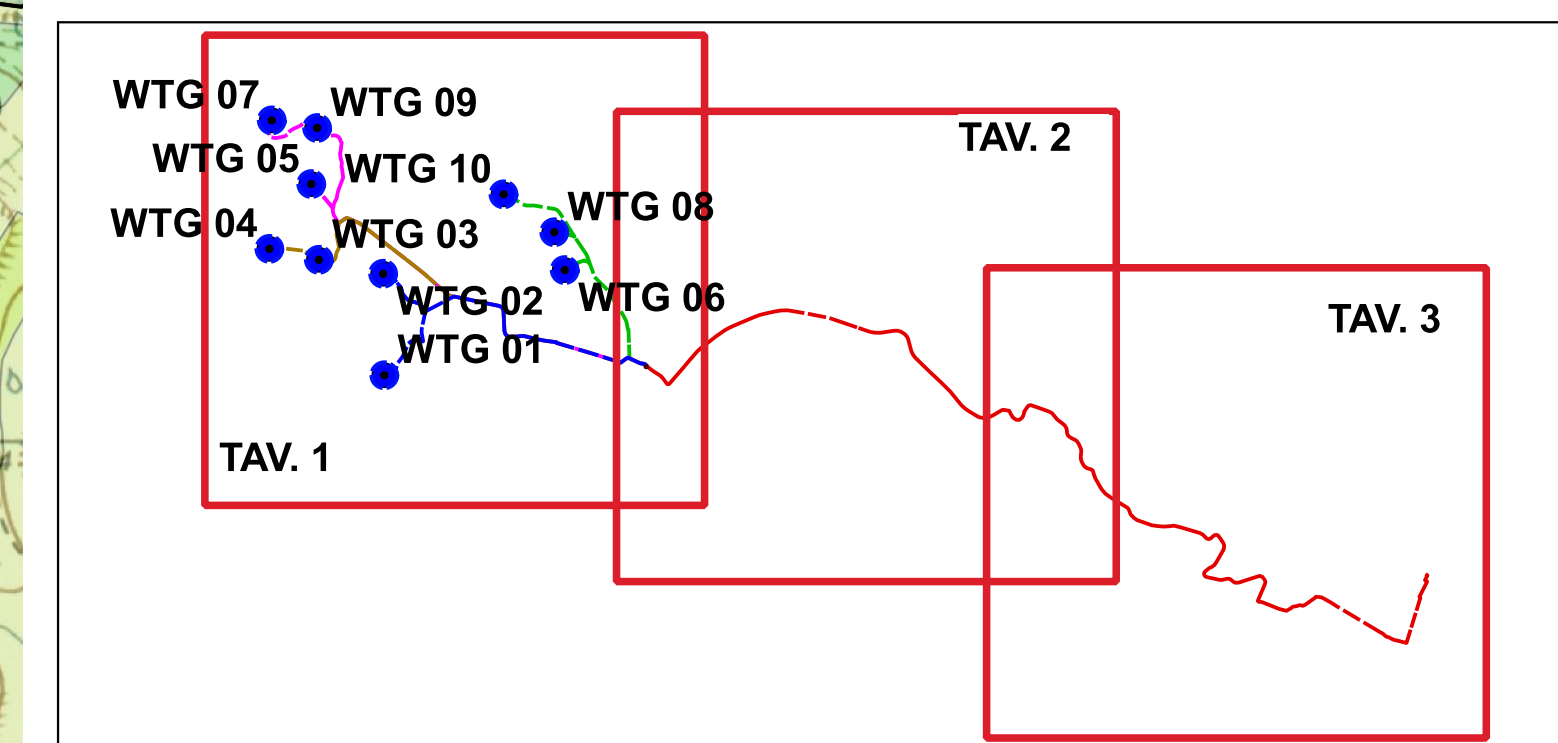 WTG 07
WTG 09
TAV. 2
WTG 05
WTG 10
WTG 08
WTG 04
WTG 03
WTG 02
WTG 06
TAV. 3
WTG 01
TAV. 1